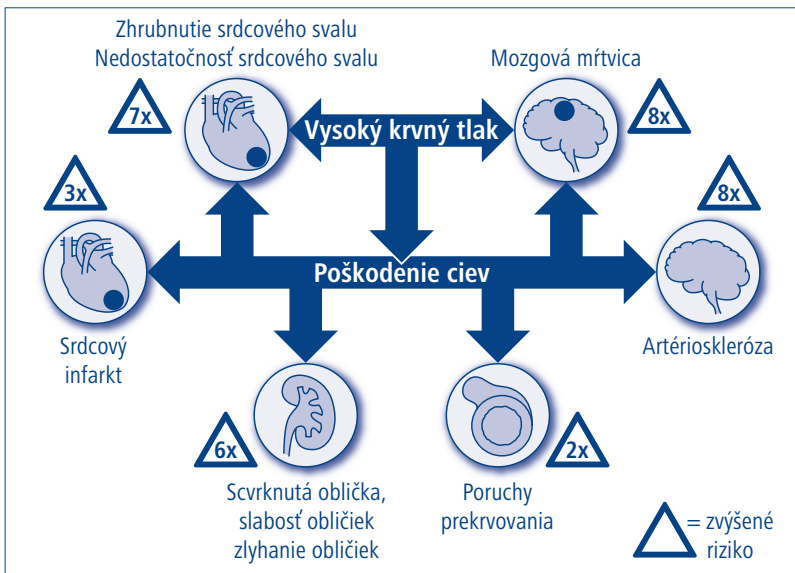 Zhrubnutie srdcového svalu
Nedostatočnosť srdcového svalu
Mozgová mŕtvica
7x
Vysoký krvný tlak
8x
3x
8x
Poškodenie ciev
Srdcový
infarkt
Artérioskleróza
6x
2x
Scvrknutá oblička,
slabosť obličiek
zlyhanie obličiek
Poruchy
prekrvovania
= zvýšené
riziko